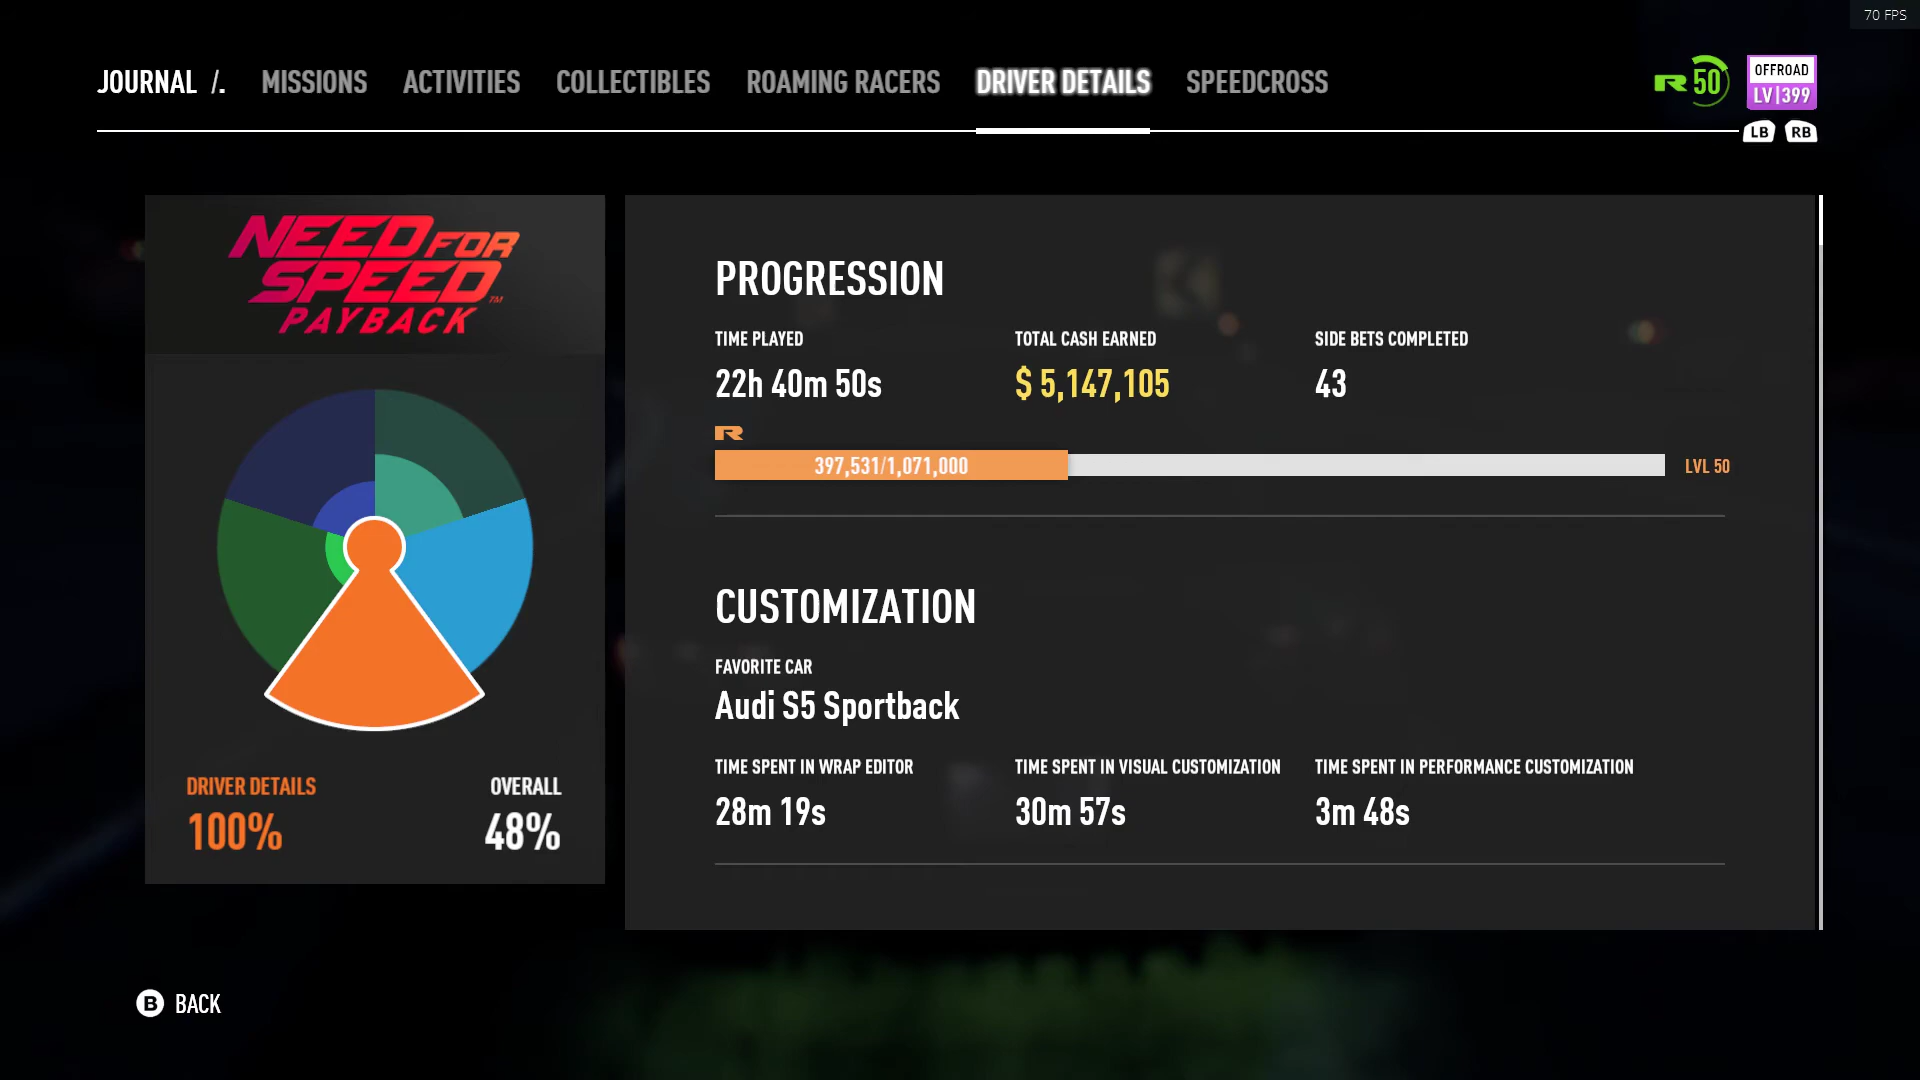 70 FPS
JOURNAL /. MISSIONS ACTIVITIES COLLECTIBLES ROAMING RACERS DRIVER DETAILS SPEEDCROSS
R 50
OFFROAD
LV|399
LB RB
NEED FOR
SPEED™
PAYBACK
DRIVER DETAILS OVERALL
100% 48%
PROGRESSION
TIME PLAYED TOTAL CASH EARNED SIDE BETS COMPLETED
22h 40m 50s $ 5,147,105 43
R
397,531/1,071,000 LVL 50
CUSTOMIZATION
FAVORITE CAR
Audi S5 Sportback
TIME SPENT IN WRAP EDITOR TIME SPENT IN VISUAL CUSTOMIZATION TIME SPENT IN PERFORMANCE CUSTOMIZATION
28m 19s 30m 57s 3m 48s
B BACK